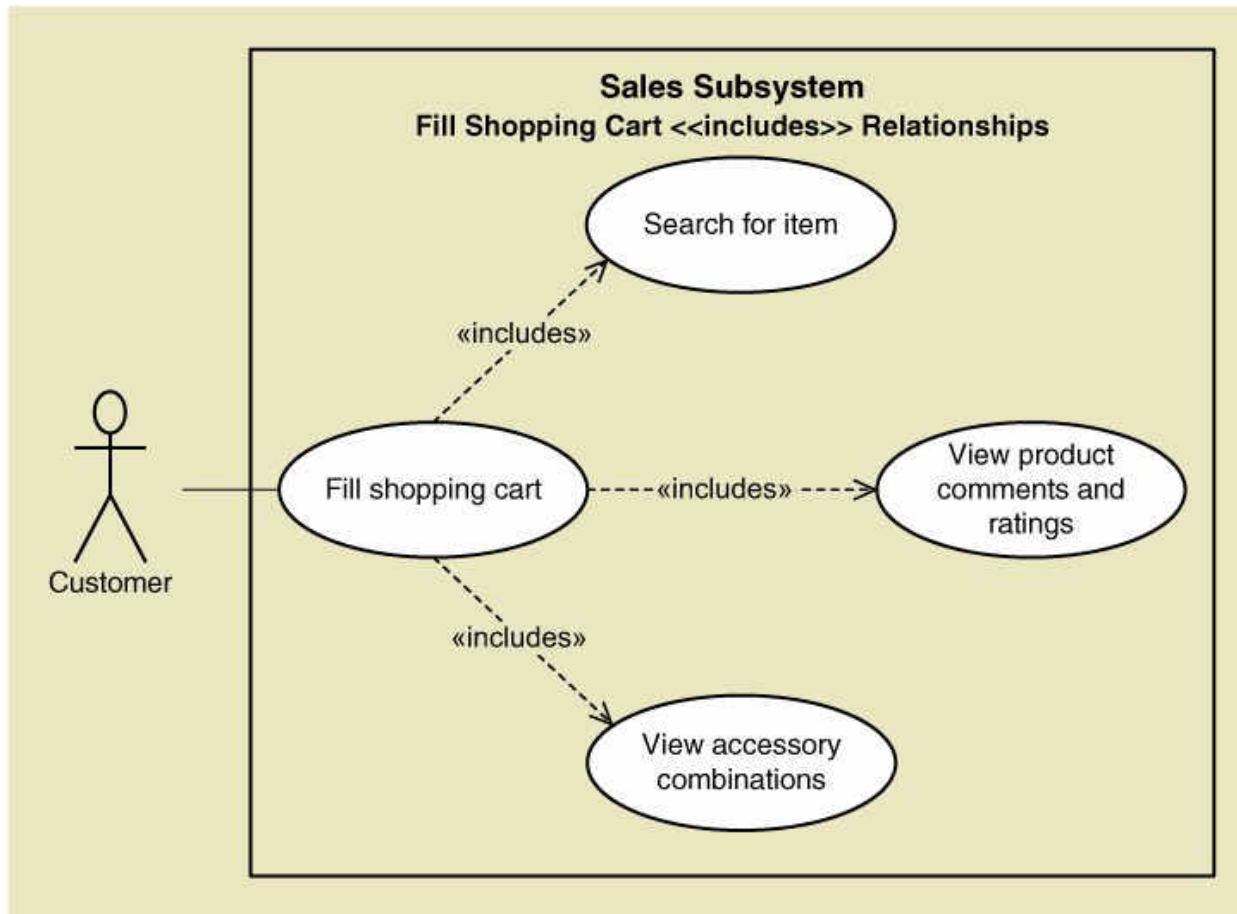 Sales Subsystem
Fill Shopping Cart <<includes>> Relationships
Search for item
«includes»
Fill shopping cart
«includes»
View product
comments and
ratings
Customer
«includes»
View accessory
combinations